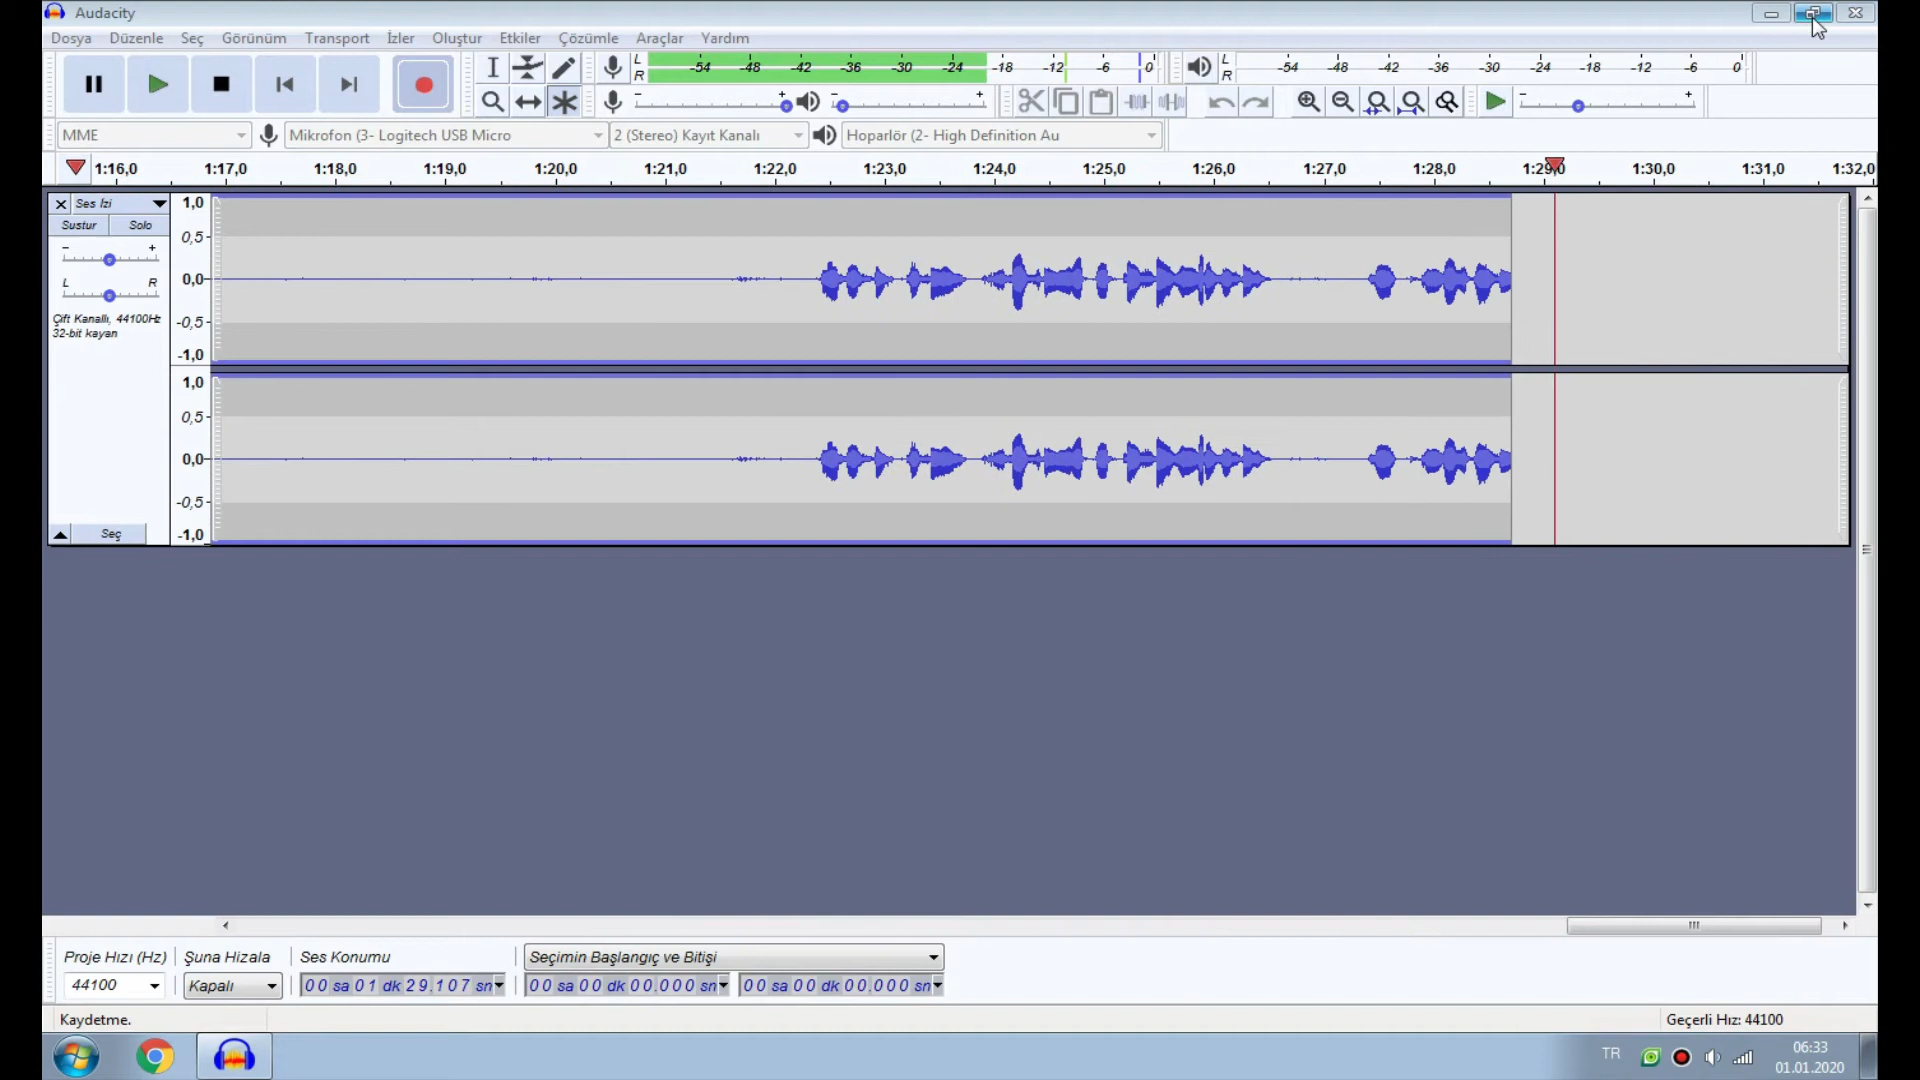 Audacity
Dosya Düzenle Seç Görünüm Transport İzler Oluştur Etkiler Çözümle Araçlar Yardım
L R -54 -48 -42 -36 -30 -24 -18 -12 -6 0
L R -54 -48 -42 -36 -30 -24 -18 -12 -6 0
MME Mikrofon (3- Logitech USB Micro 2 (Stereo) Kayıt Kanalı Hoparlör (2- High Definition Au
1:16,0 1:17,0 1:18,0 1:19,0 1:20,0 1:21,0 1:22,0 1:23,0 1:24,0 1:25,0 1:26,0 1:27,0 1:28,0 1:29,0 1:30,0 1:31,0 1:32,0
Ses İzi
Sustur Solo
- +
L R
Çift Kanallı, 44100Hz
32-bit kayan
Seç
1,0
0,5
0,0
-0,5
-1,0
1,0
0,5
0,0
-0,5
-1,0
Proje Hızı (Hz) Şuna Hizala Ses Konumu Seçimin Başlangıç ve Bitişi
44100 Kapalı 00 sa 01 dk 29.107 sn 00 sa 00 dk 00.000 sn 00 sa 00 dk 00.000 sn
Kaydetme. Geçerli Hız: 44100
TR 06:33
01.01.2020